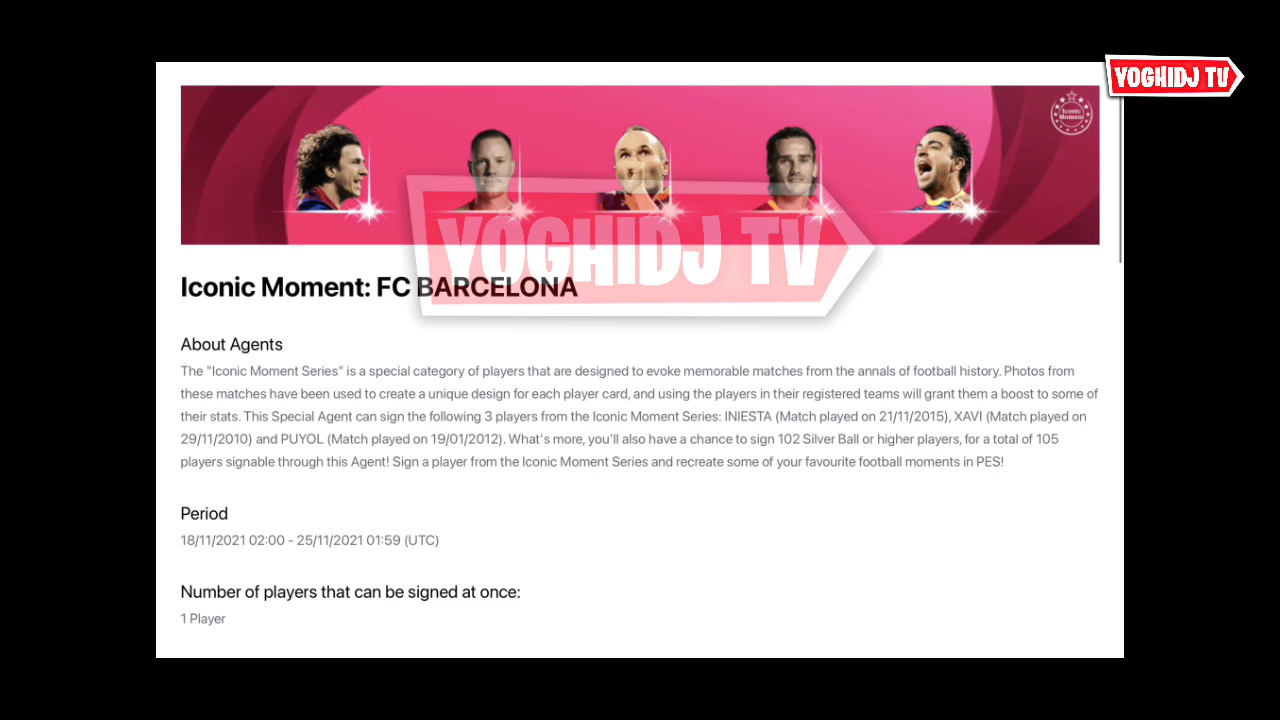 YOGHIDJ TV
Iconic
Moment
YOGHIDJ TV
Iconic Moment: FC BARCELONA
About Agents
The "Iconic Moment Series" is a special category of players that are designed to evoke memorable matches from the annals of football history. Photos from
these matches have been used to create a unique design for each player card, and using the players in their registered teams will grant them a boost to some of
their stats. This Special Agent can sign the following 3 players from the Iconic Moment Series: INIESTA (Match played on 21/11/2015), XAVI (Match played on
29/11/2010) and PUYOL (Match played on 19/01/2012). What's more, you'll also have a chance to sign 102 Silver Ball or higher players, for a total of 105
players signable through this Agent! Sign a player from the Iconic Moment Series and recreate some of your favourite football moments in PES!
Period
18/11/2021 02:00 - 25/11/2021 01:59 (UTC)
Number of players that can be signed at once:
1 Player